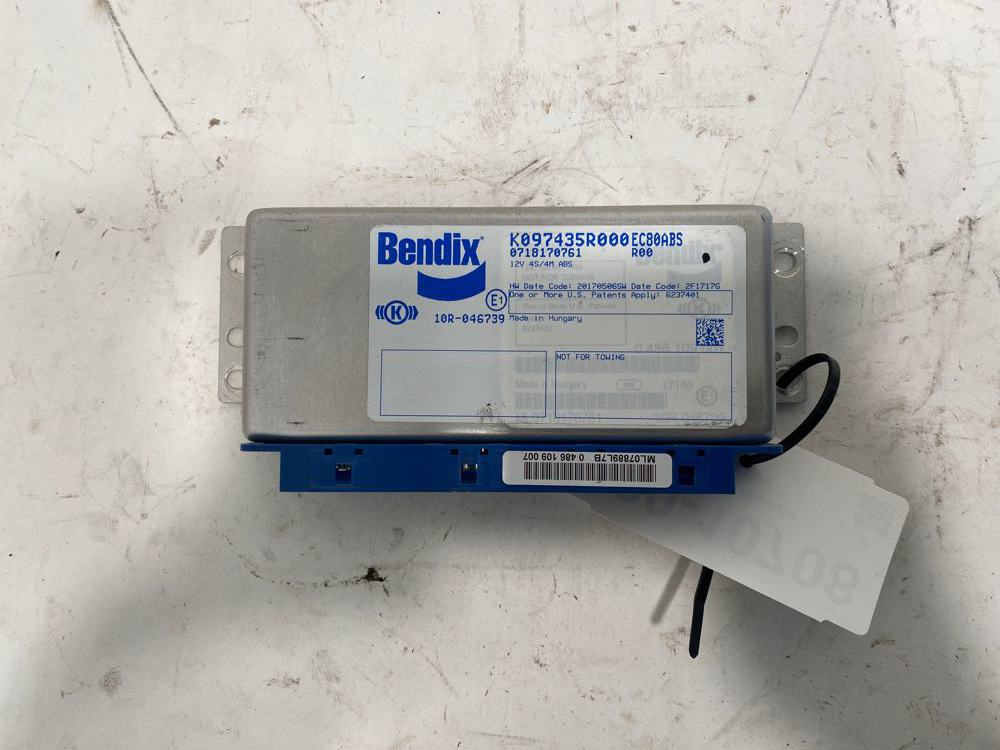 Bendix
K097435R000 EC80ABS
0718170761 R00
12V 4S/4M ABS
HW Date Code: 20170506SW Date Code: 2F1717G
One or More U.S. Patents Apply: 6237401
Made in Hungary
K
E1
10R-046739
NOT FOR TOWING
ML07889L7B 0 486 109 007